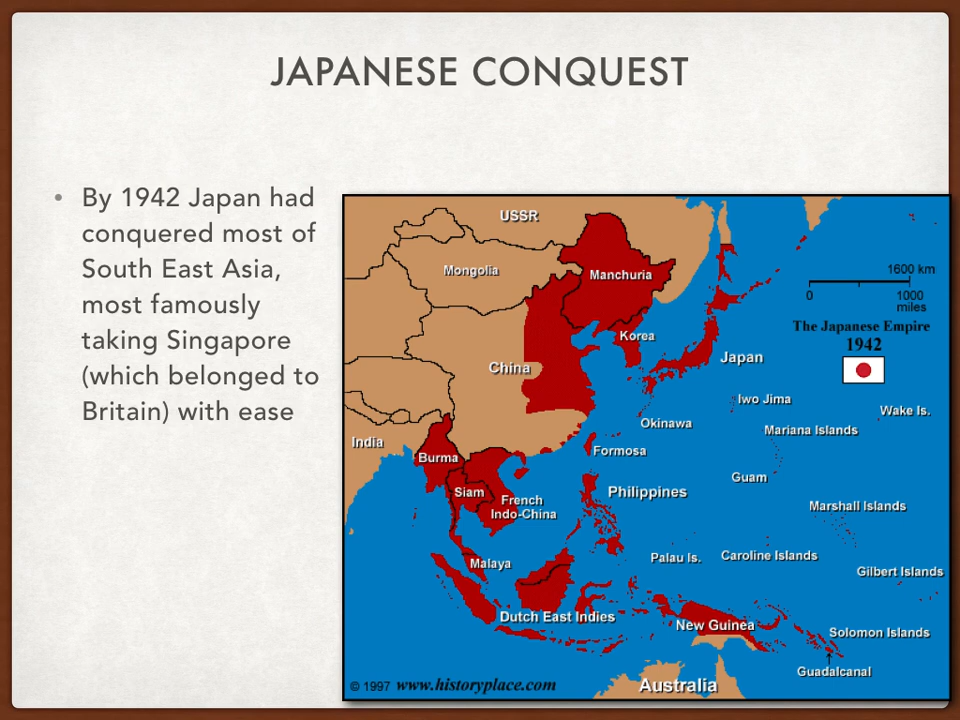 JAPANESE CONQUEST
• By 1942 Japan had
conquered most of
South East Asia,
most famously
taking Singapore
(which belonged to
Britain) with ease
USSR
Mongolia
Manchuria
1600 km
0
1000
miles
The Japanese Empire
1942
Korea
Japan
China
Iwo Jima
Wake Is.
Okinawa
Mariana Islands
India
Formosa
Burma
Guam
Siam
Philippines
French
Indo-China
Marshall Islands
Malaya
Palau Is.
Caroline Islands
Gilbert Islands
Dutch East Indies
New Guinea
Solomon Islands
Guadalcanal
© 1997 www.historyplace.com
Australia